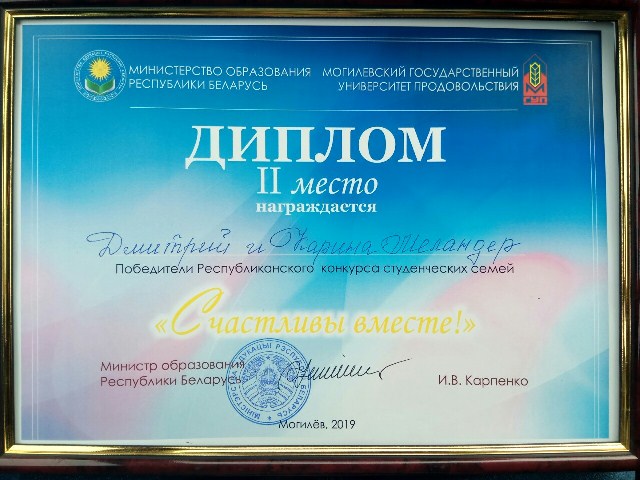 МИНИСТЕРСТВО ОБРАЗОВАНИЯ
РЕСПУБЛИКИ БЕЛАРУСЬ
МОГИЛЕВСКИЙ ГОСУДАРСТВЕННЫЙ
УНИВЕРСИТЕТ ПРОДОВОЛЬСТВИЯ
ДИПЛОМ
II место
награждается
Дмитрий и Карина Шеландер
Победители Республиканского конкурса студенческих семей
«Счастливы вместе!»
Министр образования
Республики Беларусь
И.В. Карпенко
Могилёв, 2019